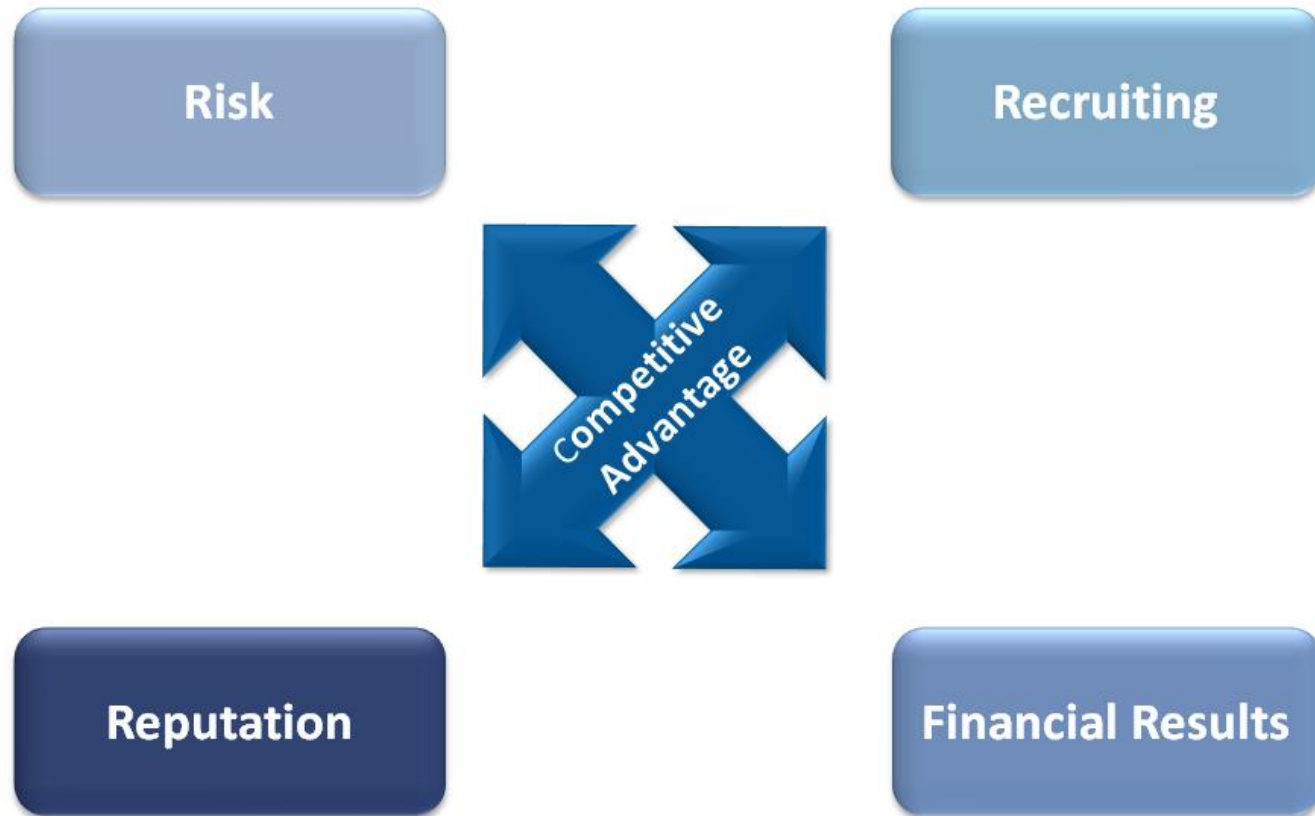 Risk
Recruiting
Competitive
Advantage
Reputation
Financial Results